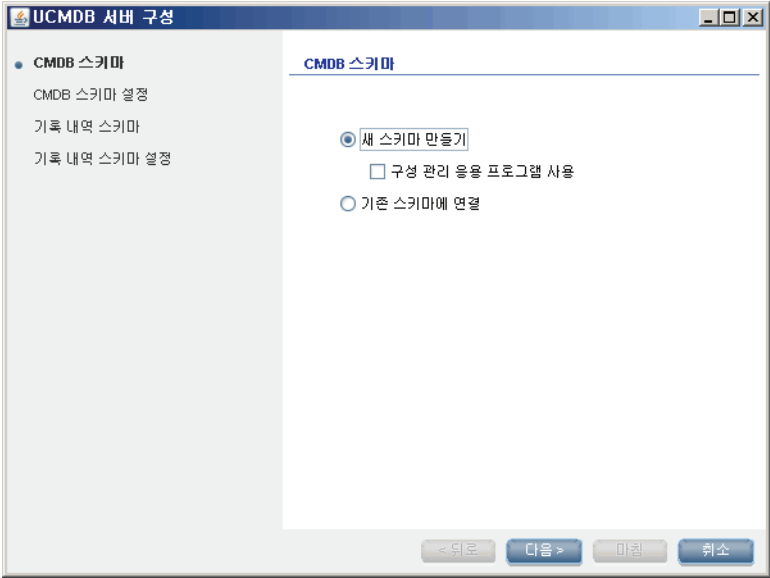 UCMDB 서버 구성
CMDB 스키마
CMDB 스키마 설정
기록 내역 스키마
기록 내역 스키마 설정
CMDB 스키마
새 스키마 만들기
구성 관리 응용 프로그램 사용
기존 스키마에 연결
< 뒤로
다음 >
마침
취소